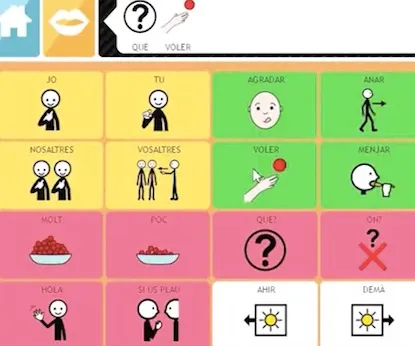 QUE VOLER
JO TU AGRADAR ANAR
NOSALTRES VOSALTRES VOLER MENJAR
MOLT POC QUE? ON?
HOLA SI US PLAU AHIR DEMÀ